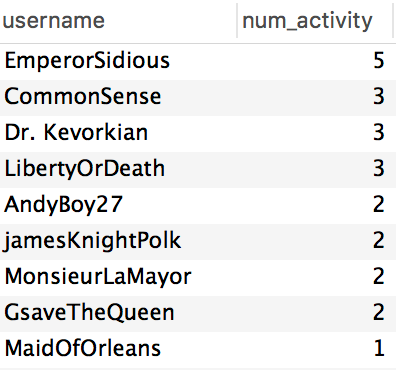 username num_activity
EmperorSidious 5
CommonSense 3
Dr. Kevorkian 3
LibertyOrDeath 3
AndyBoy27 2
jamesKnightPolk 2
MonsieurLaMayor 2
GsaveTheQueen 2
MaidOfOrleans 1